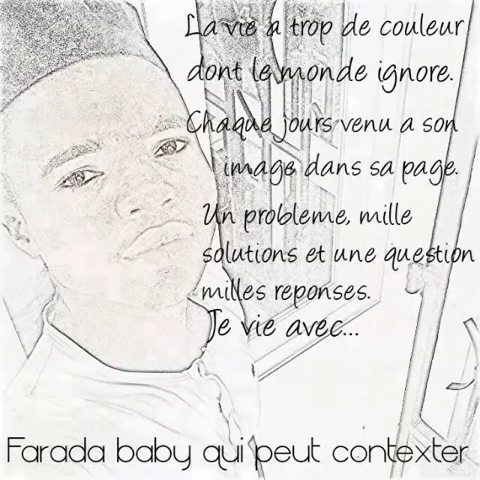 La vie a trop de couleur
dont le monde ignore.
Chaque jours venu a son
image dans sa page.
Un probleme, mille
solutions et une question
milles reponses.
Je vie avec...
Farada baby qui peut contexter